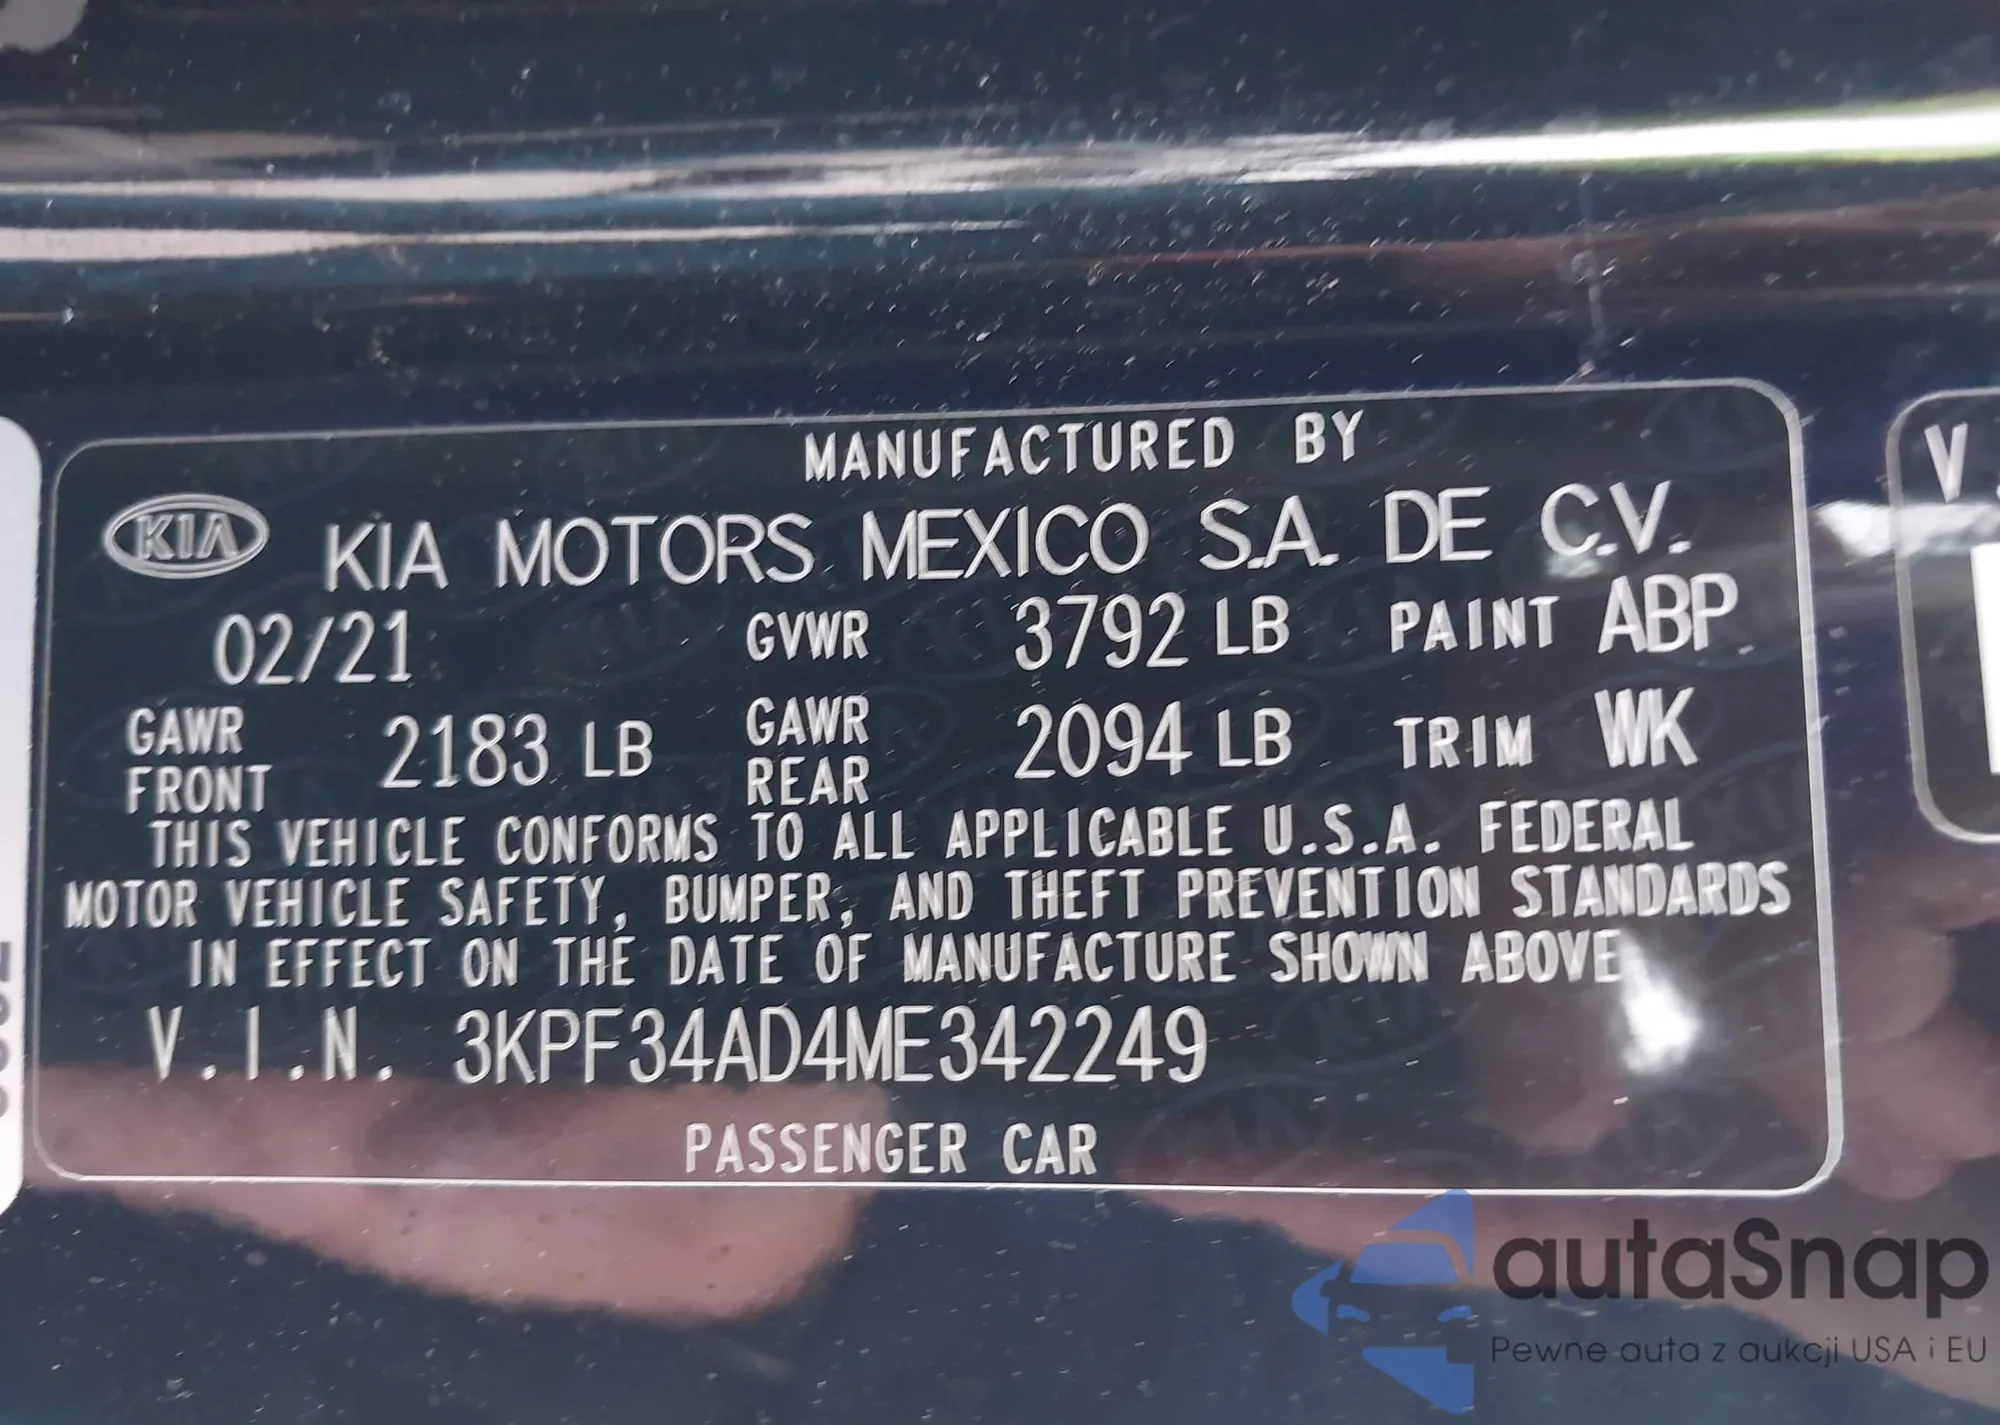 MANUFACTURED BY
KIA KIA MOTORS MEXICO S.A. DE C.V.
02/21 GVWR 3792 LB PAINT ABP
GAWR FRONT 2183 LB GAWR REAR 2094 LB TRIM WK
THIS VEHICLE CONFORMS TO ALL APPLICABLE U.S.A. FEDERAL
MOTOR VEHICLE SAFETY, BUMPER, AND THEFT PREVENTION STANDARDS
IN EFFECT ON THE DATE OF MANUFACTURE SHOWN ABOVE
V.I.N. 3KPF34AD4ME342249
PASSENGER CAR
V.
autaSnap
Pewne auta z aukcji USA i EU